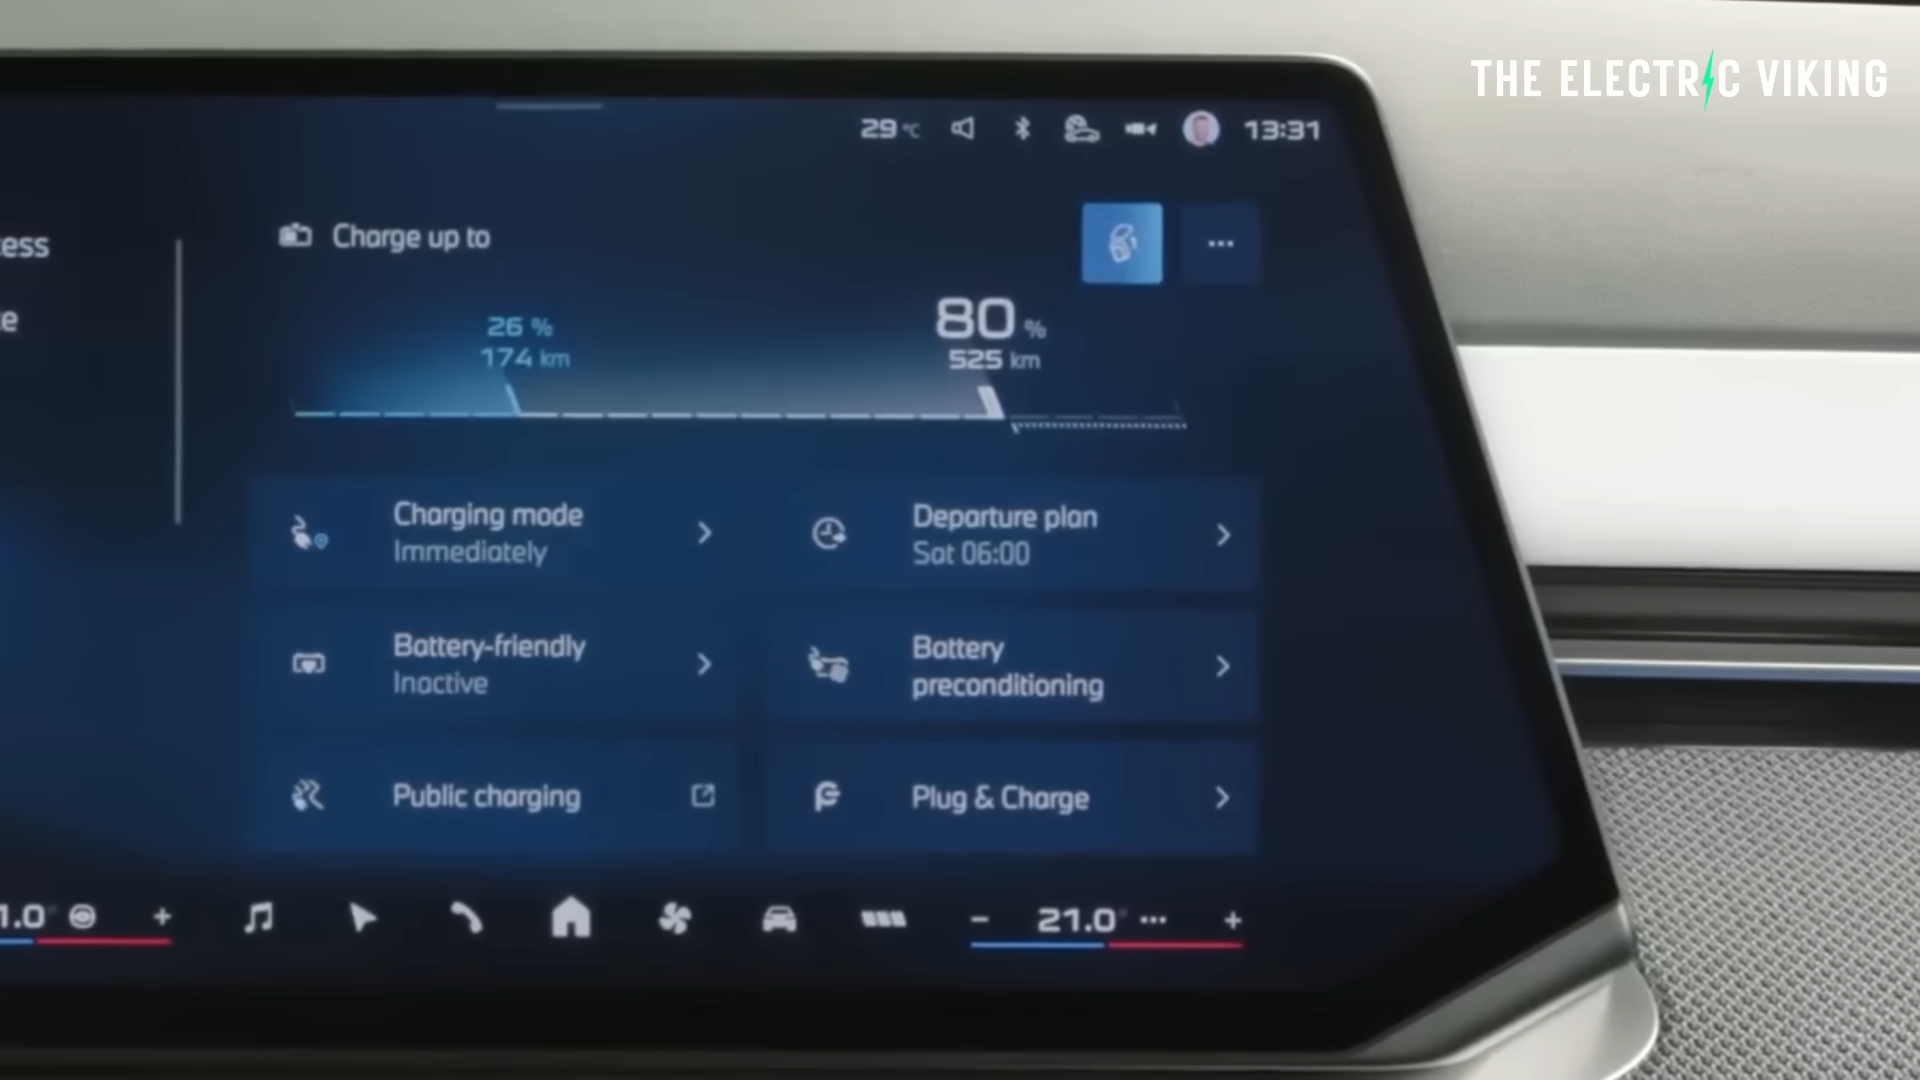 THE ELECTRIC VIKING
29 °C
13:31
ess
Charge up to
e
26 %
174 km
80 %
525 km
Charging mode
Immediately
Departure plan
Sat 06:00
Battery-friendly
Inactive
Battery
preconditioning
Public charging
Plug & Charge
1.0°
+
− 21.0° ··· +